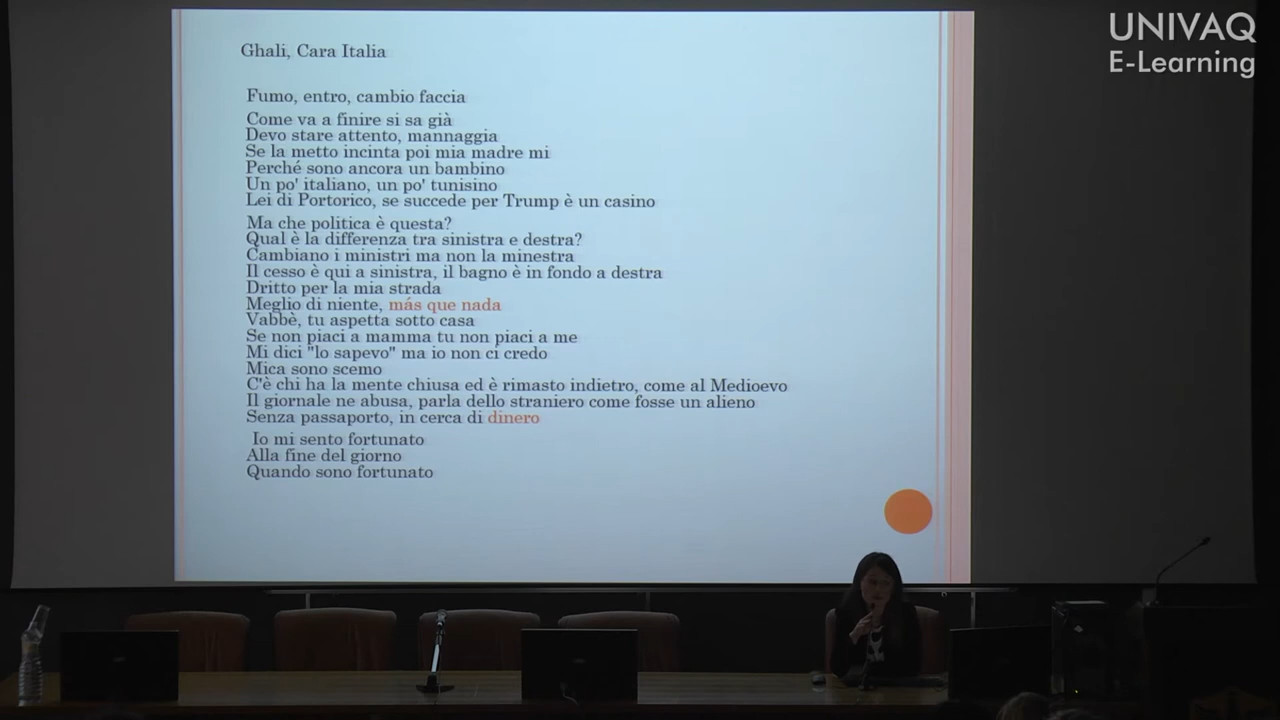 UNIVAQ
E-Learning
Ghali, Cara Italia
Fumo, entro, cambio faccia
Come va a finire si sa già
Devo stare attento, mannaggia
Se la metto incinta poi mia madre mi
Perché sono ancora un bambino
Un po' italiano, un po' tunisino
Lei di Portorico, se succede per Trump è un casino
Ma che politica è questa?
Qual è la differenza tra sinistra e destra?
Cambiano i ministri ma non la minestra
Il cesso è qui a sinistra, il bagno è in fondo a destra
Dritto per la mia strada
Meglio di niente, más que nada
Vabbè, tu aspetta sotto casa
Se non piaci a mamma tu non piaci a me
Mi dici "lo sapevo" ma io non ci credo
Mica sono scemo
C'è chi ha la mente chiusa ed è rimasto indietro, come al Medioevo
Il giornale ne abusa, parla dello straniero come fosse un alieno
Senza passaporto, in cerca di dinero
Io mi sento fortunato
Alla fine del giorno
Quando sono fortunato